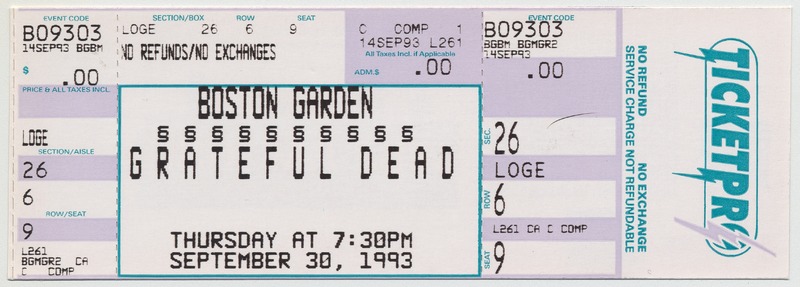 EVENT CODE
B09303
14SEP93 BGBM
$ .00
PRICE & ALL TAXES INCL.
LOGE
SECTION/AISLE
26
6
ROW/SEAT
9
L261
BGMGR2 CA
C COMP
SECTION/BOX ROW SEAT
LOGE 26 6 9
NO REFUNDS/NO EXCHANGES
C COMP 1
14SEP93 L261
All Taxes Incl. if Applicable
ADM.$ .00
BOSTON GARDEN
§ § § § § § § § § §
GRATEFUL DEAD
THURSDAY AT 7:30PM
SEPTEMBER 30, 1993
EVENT CODE
B09303
BGBM BGMGR2
14SEP93
.00
SEC. 26
LOGE
ROW 6
L261 CA C COMP
SEAT 9
NO REFUND NO EXCHANGE
SERVICE CHARGE NOT REFUNDABLE
TICKETPRO